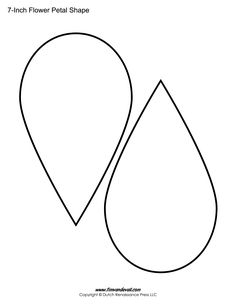 7-Inch Flower Petal Shape
www.timvandevall.com
Copyright © Dutch Renaissance Press LLC